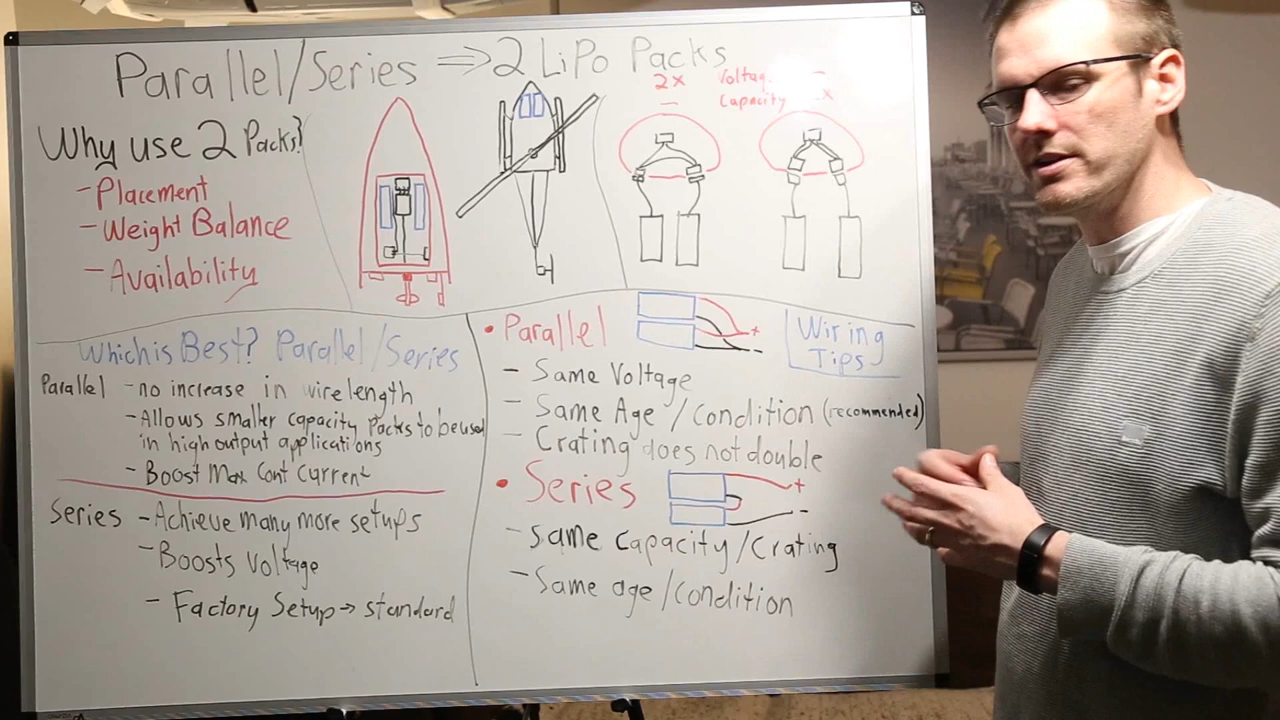 Parallel/Series ⇒ 2 LiPo Packs
Why use 2 Packs?
- Placement
- Weight Balance
- Availability
2x Voltag. -
- Capacity x
Which is Best? Parallel/Series
Parallel - no increase in wire length
- Allows smaller capacity Packs to be used
in high output applications
- Boost Max Cont Current
Series - Achieve many more setups
- Boosts Voltage
- Factory Setup → standard
• Parallel
+
-
Wiring
Tips
- Same Voltage
- Same Age / Condition (recommended)
- Crating does not double
• Series
+
-
- Same capacity/Crating
- Same age/Condition